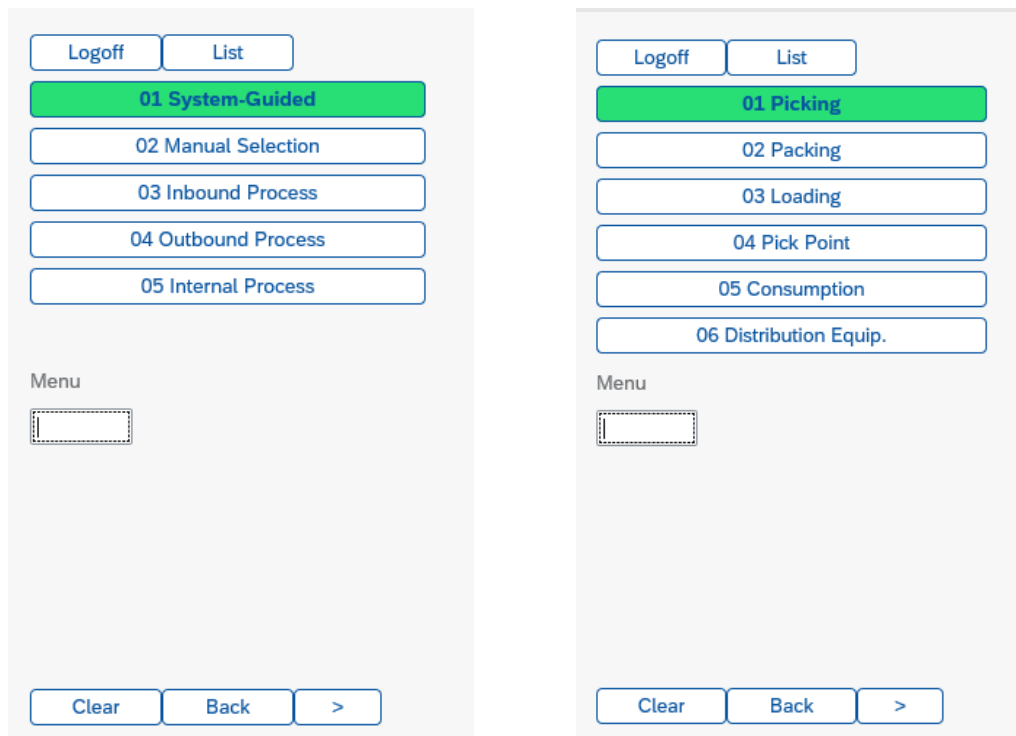 Logoff List
01 System-Guided
02 Manual Selection
03 Inbound Process
04 Outbound Process
05 Internal Process
Menu
Clear Back >
Logoff List
01 Picking
02 Packing
03 Loading
04 Pick Point
05 Consumption
06 Distribution Equip.
Menu
Clear Back >